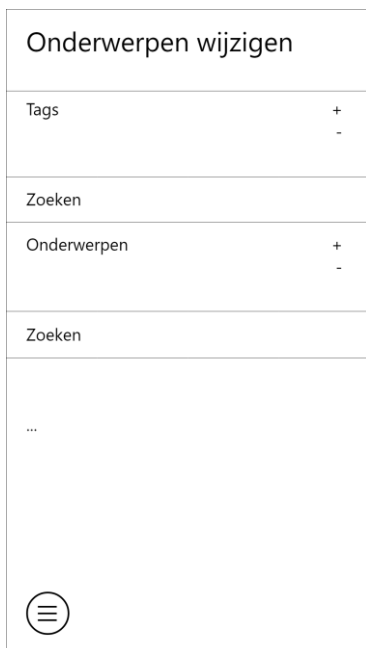 Onderwerpen wijzigen
Tags +
-
Zoeken
Onderwerpen +
-
Zoeken
...